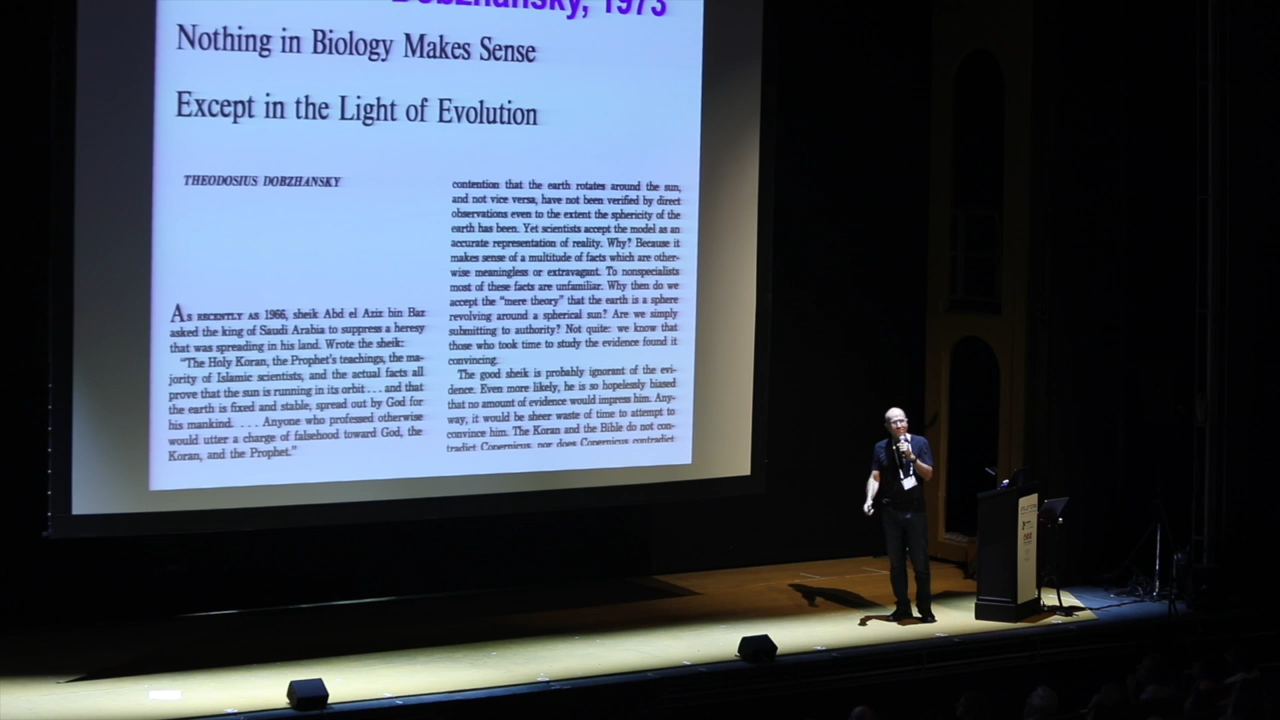 Dobzhansky, 1973
Nothing in Biology Makes Sense
Except in the Light of Evolution
THEODOSIUS DOBZHANSKY
As recently as 1966, sheik Abd el Aziz bin Baz
asked the king of Saudi Arabia to suppress a heresy
that was spreading in his land. Wrote the sheik:
"The Holy Koran, the Prophet's teachings, the ma-
jority of Islamic scientists, and the actual facts all
prove that the sun is running in its orbit . . . and that
the earth is fixed and stable, spread out by God for
his mankind. . . . Anyone who professed otherwise
would utter a charge of falsehood toward God, the
Koran, and the Prophet."
contention that the earth rotates around the sun,
and not vice versa, have not been verified by direct
observations even to the extent the sphericity of the
earth has been. Yet scientists accept the model as an
accurate representation of reality. Why? Because it
makes sense of a multitude of facts which are other-
wise meaningless or extravagant. To nonspecialists
most of these facts are unfamiliar. Why then do we
accept the "mere theory" that the earth is a sphere
revolving around a spherical sun? Are we simply
submitting to authority? Not quite: we know that
those who took time to study the evidence found it
convincing.
The good sheik is probably ignorant of the evi-
dence. Even more likely, he is so hopelessly biased
that no amount of evidence would impress him. Any-
way, it would be sheer waste of time to attempt to
convince him. The Koran and the Bible do not con-
tradict Copernicus, nor does Copernicus contradict